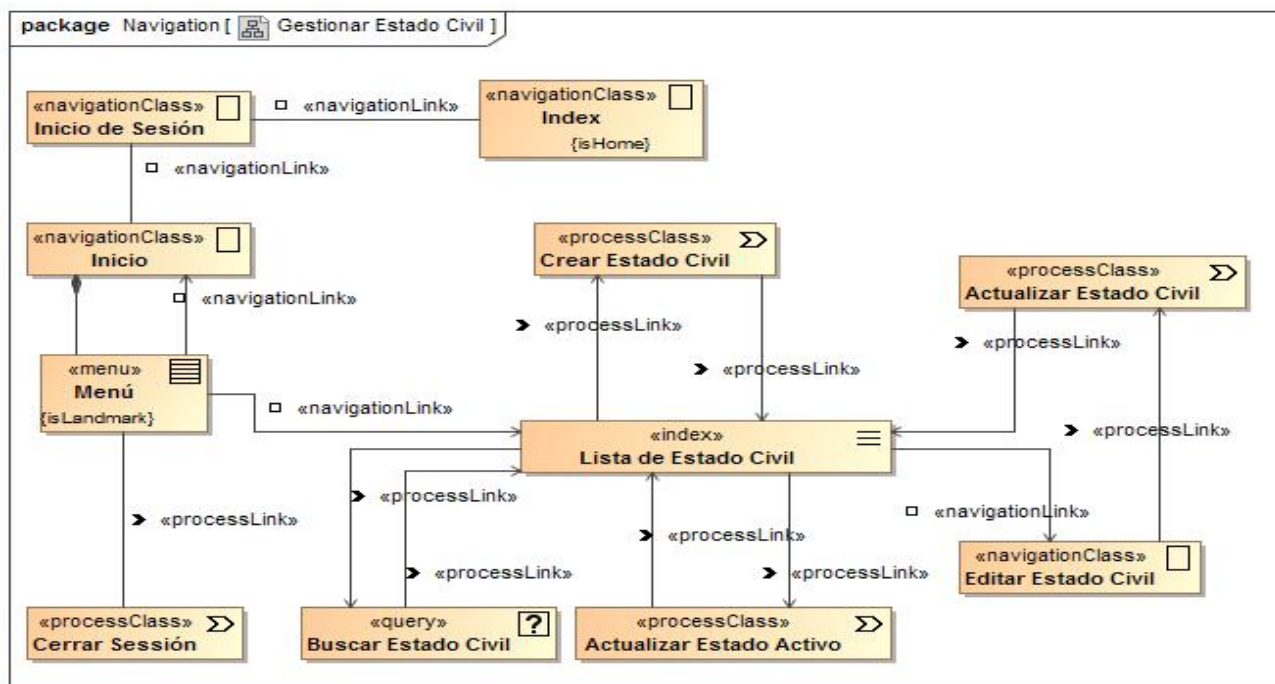 package Navigation [ Gestionar Estado Civil ]
«navigationClass»
Inicio de Sesión
«navigationLink»
«navigationClass»
Index
{isHome}
«navigationLink»
«navigationClass»
Inicio
«navigationLink»
«processClass»
Crear Estado Civil
«processClass»
Actualizar Estado Civil
«processLink»
«processLink»
«processLink»
«menu»
Menú
{isLandmark}
«navigationLink»
«index»
Lista de Estado Civil
«processLink»
«processLink»
«processLink»
«processLink»
«processLink»
«processLink»
«navigationLink»
«navigationClass»
Editar Estado Civil
«processClass»
Cerrar Sessión
«query»
Buscar Estado Civil
?
«processClass»
Actualizar Estado Activo